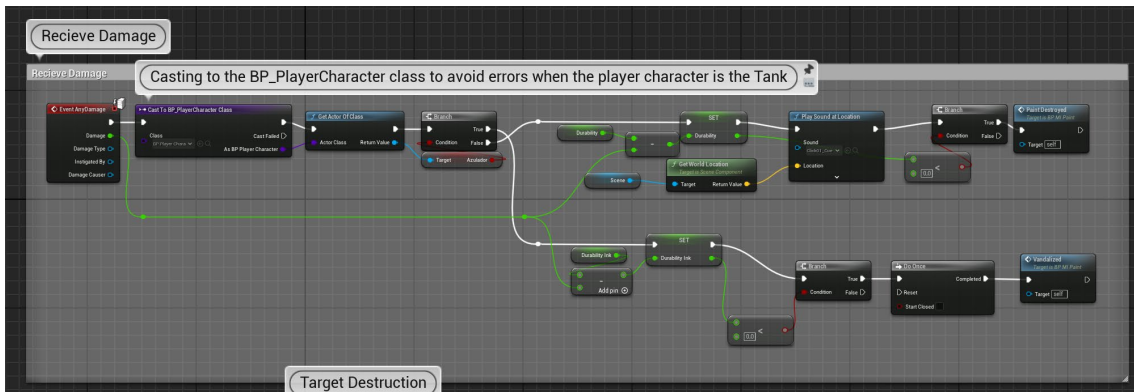 Recieve Damage
Recieve Damage
Casting to the BP_PlayerCharacter class to avoid errors when the player character is the Tank
Event AnyDamage
Damage
Damage Type
Instigated By
Damage Causer
Cast To BP_PlayerCharacter Class
Class
BP Player Chara
Cast Failed
As BP Player Character
Get Actor Of Class
Actor Class
Return Value
Branch
Condition
True
False
Target
Azulador
Durability
-
SET
Durability
Scene
Get World Location
Target is Scene Component
Target
Return Value
Play Sound at Location
Sound
Location
<
0,0
Branch
Condition
True
False
Paint Destroyed
Target is BP MI Point
Target
self
Durability Ink
-
Add pin
SET
Durability Ink
<
0,0
Branch
Condition
True
False
Do Once
Reset
Start Closed
Completed
Vandalized
Target is BP MI Point
Target
self
Target Destruction